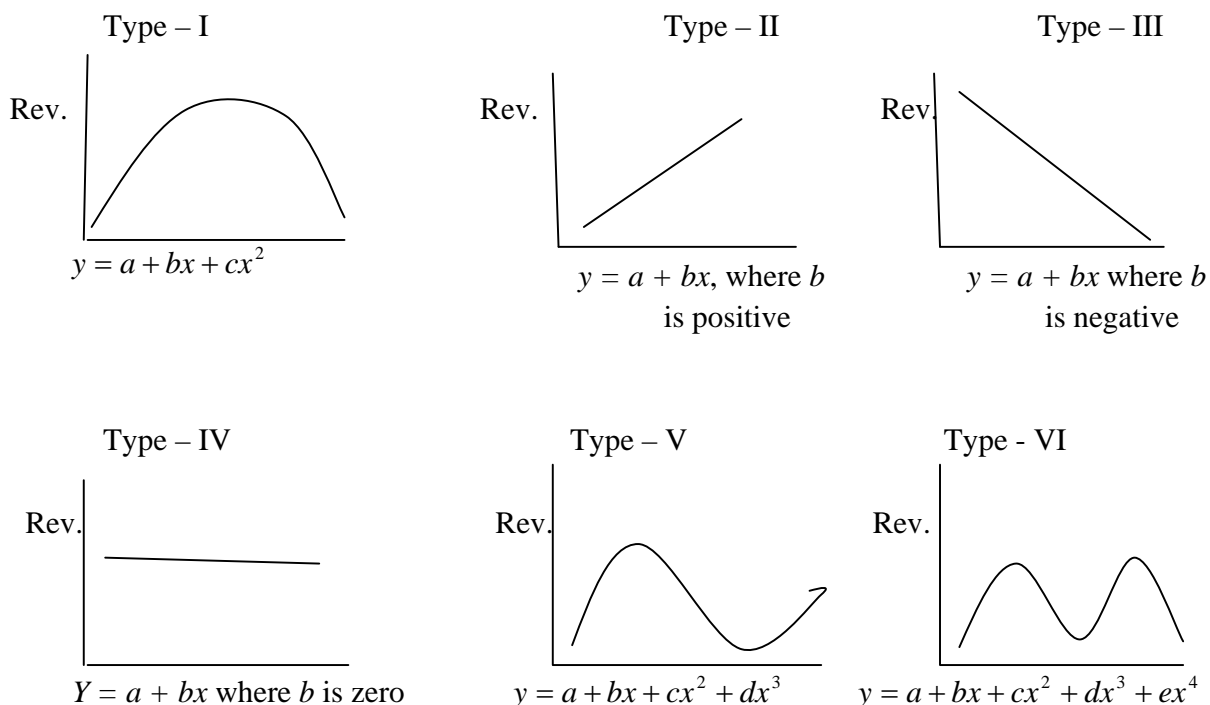 Type – I
Type – II
Type – III
Rev.
Rev.
Rev.
y = a + bx + cx²
y = a + bx, where b
is positive
y = a + bx where b
is negative
Type – IV
Type – V
Type - VI
Rev.
Rev.
Rev.
Y = a + bx where b is zero
y = a + bx + cx² + dx³
y = a + bx + cx² + dx³ + ex⁴